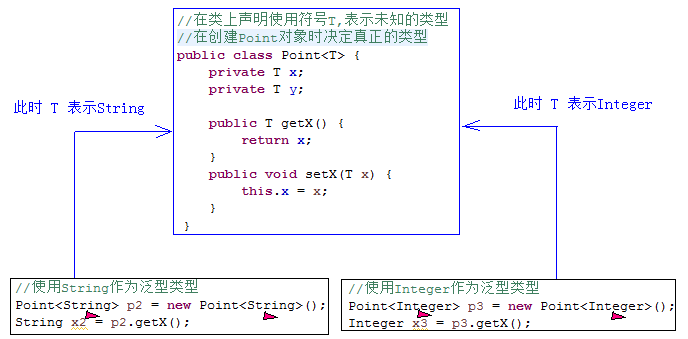 //在类上声明使用符号T,表示未知的类型
//在创建Point对象时决定真正的类型
public class Point<T> {
    private T x;
    private T y;
    public T getX() {
        return x;
    }
    public void setX(T x) {
        this.x = x;
    }
}
此时 T 表示String
此时 T 表示Integer
//使用String作为泛型类型
Point<String> p2 = new Point<String>();
String x2 = p2.getX();
//使用Integer作为泛型类型
Point<Integer> p3 = new Point<Integer>();
Integer x3 = p3.getX();